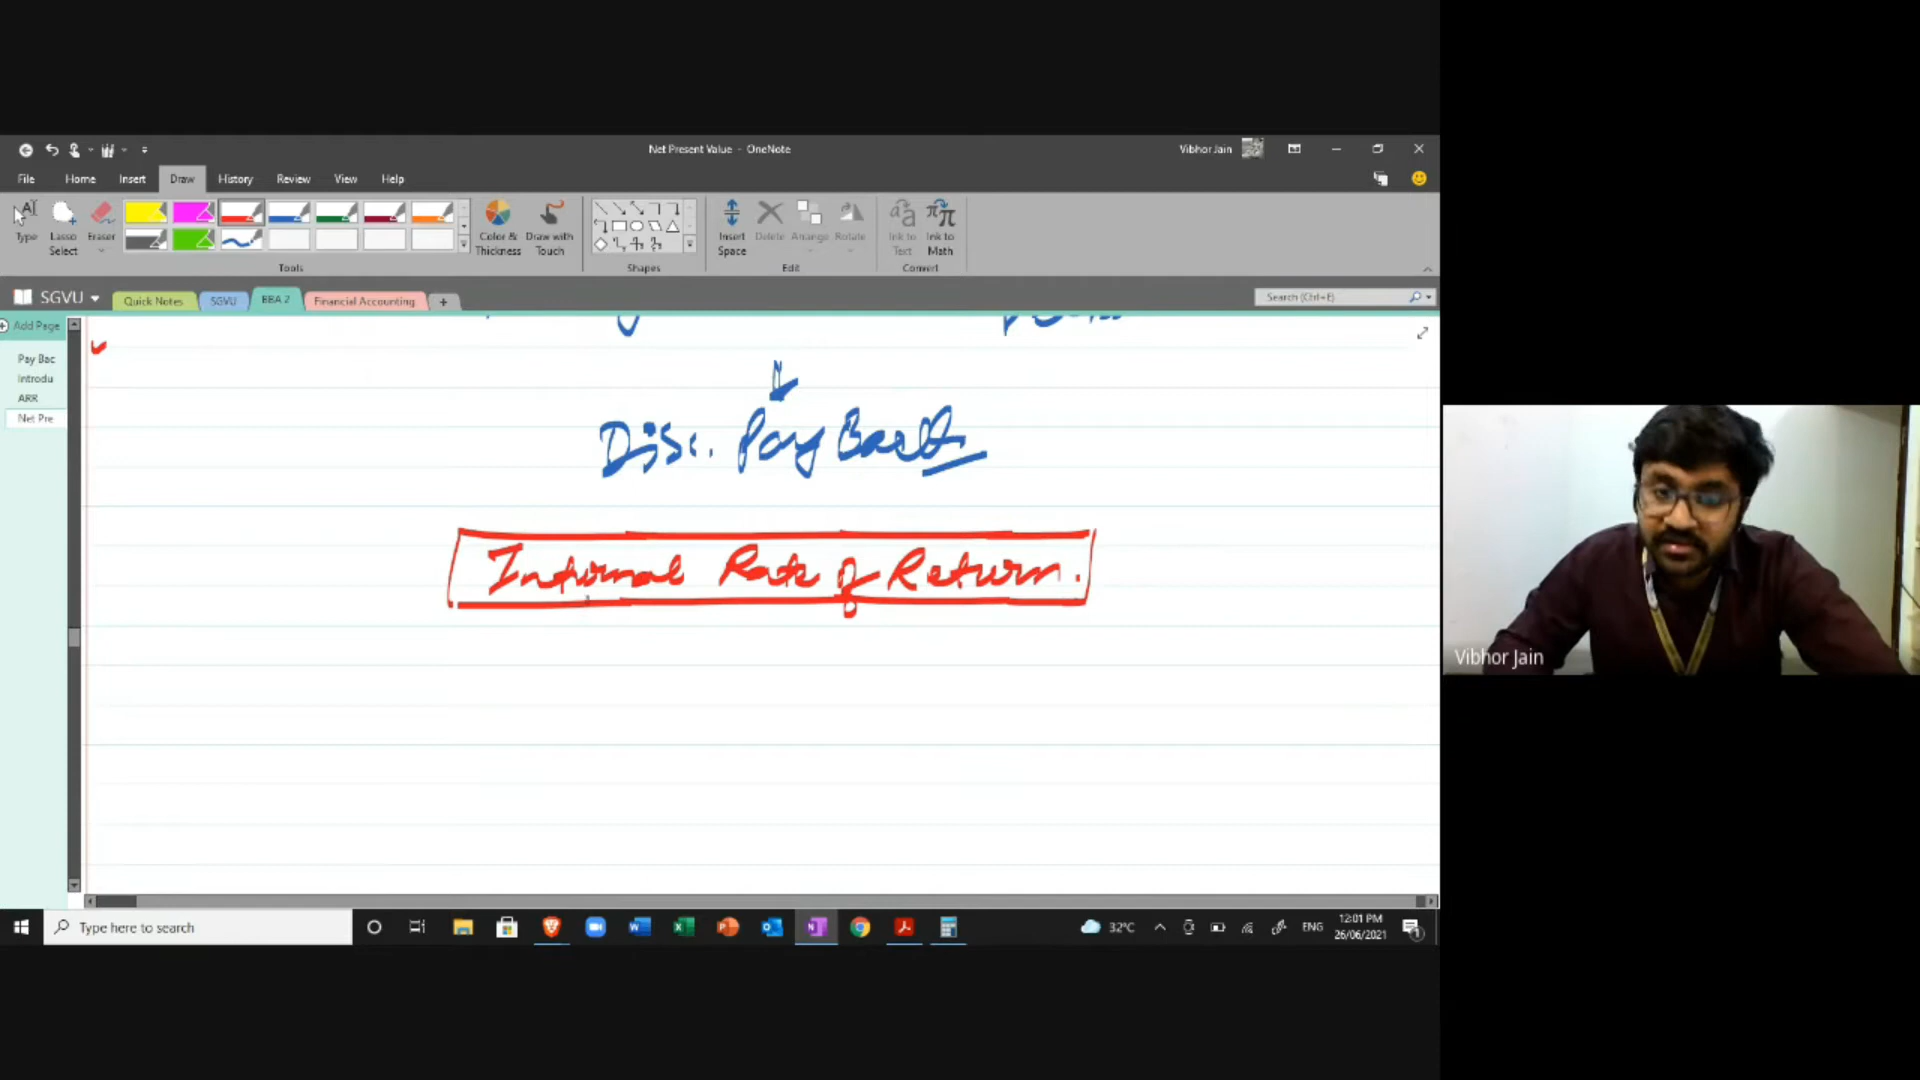 Net Present Value - OneNote
Vibhor Jain
File Home Insert Draw History Review View Help
Type
Lasso Select
Eraser
Color & Thickness
Draw with Touch
Insert Space
Delete
Arrange
Rotate
Ink to Text
Ink to Math
Tools
Shapes
Edit
Convert
SGVU
Quick Notes
SGVU
BBA 2
Financial Accounting
Search (Ctrl+E)
Add Page
Pay Bac
Introdu
ARR
Net Pre
Disc. Pay Back
Internal Rate of Return.
Vibhor Jain
Type here to search
32°C
ENG
12:01 PM
26/06/2021